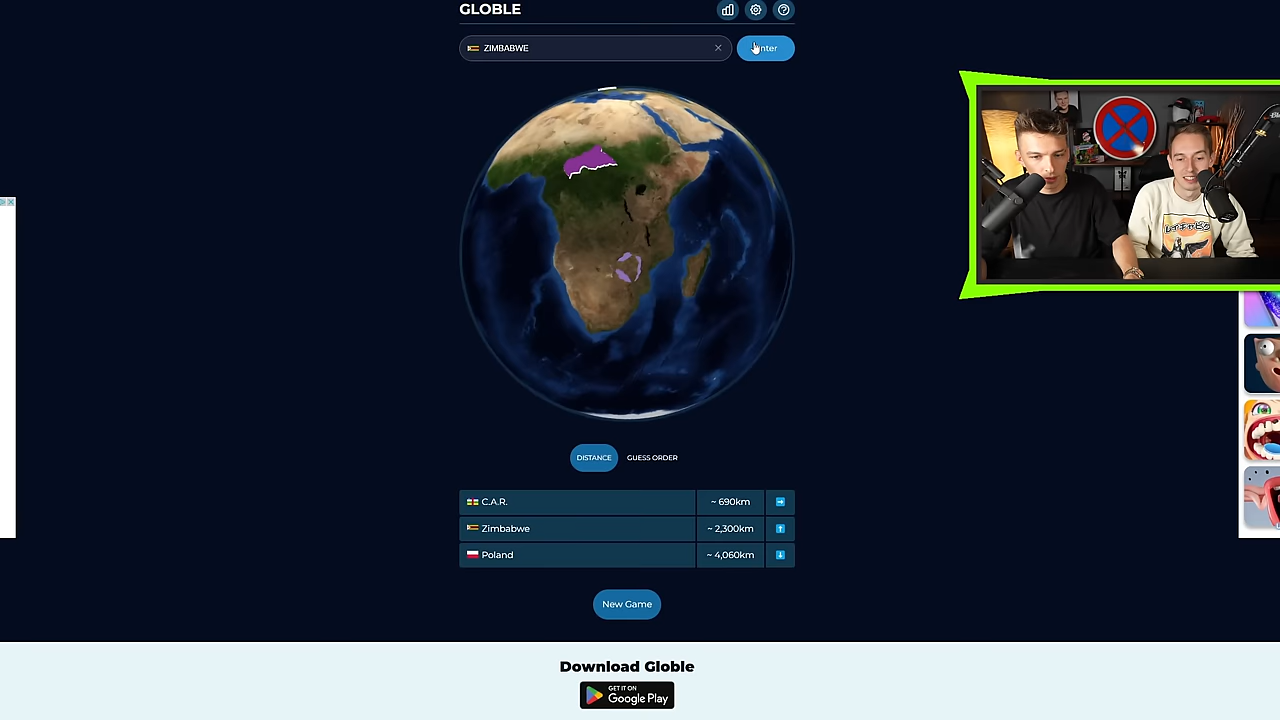 GLOBLE
ZIMBABWE
nter
DISTANCE
GUESS ORDER
C.A.R. ~ 690km
Zimbabwe ~ 2,300km
Poland ~ 4,060km
New Game
Download Globle
GET IT ON
Google Play